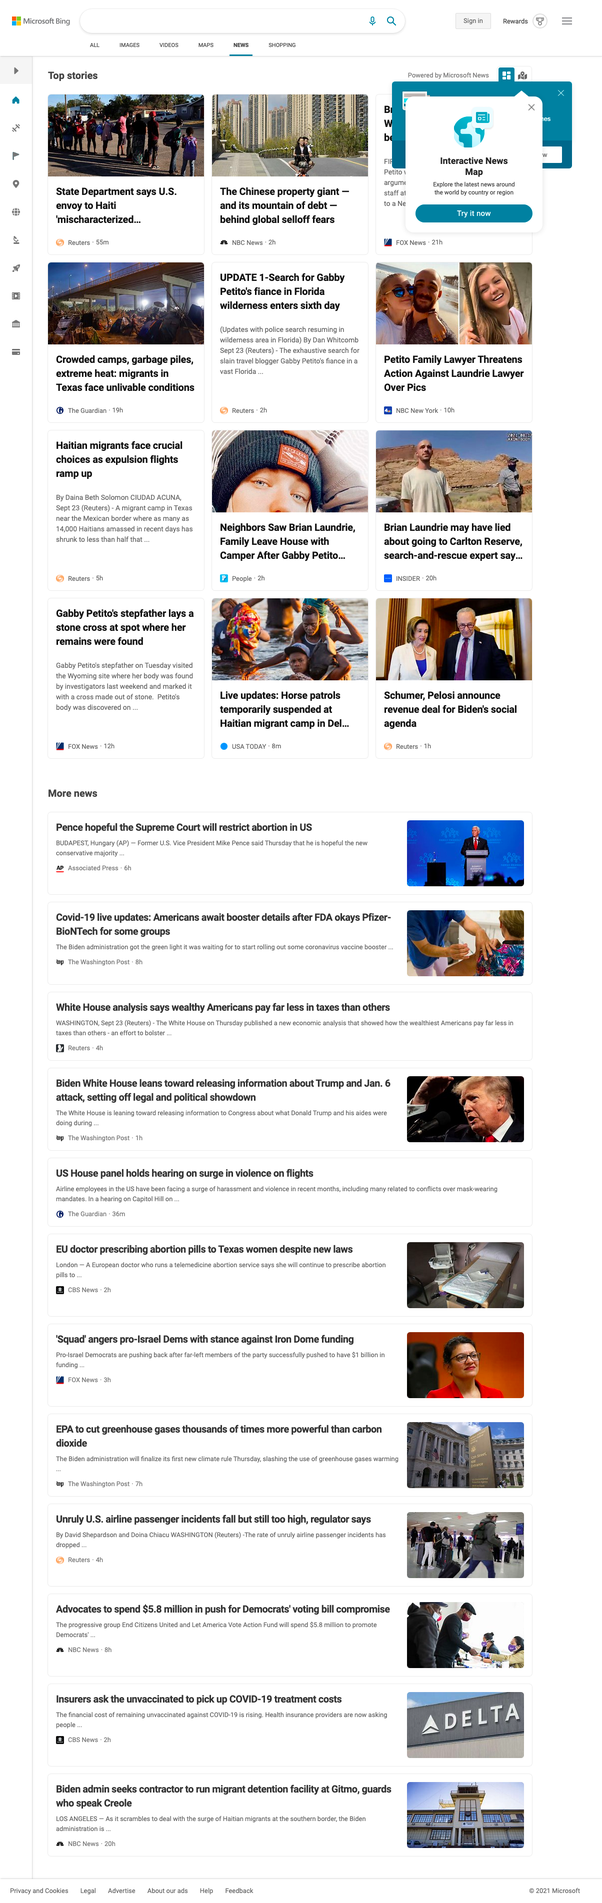 Microsoft Bing
Sign in
Rewards
ALL
IMAGES
VIDEOS
MAPS
NEWS
SHOPPING
Top stories
Powered by Microsoft News
Interactive News
Map
Explore the latest news around
the world by country or region
Try it now
State Department says U.S.
envoy to Haiti
'mischaracterized...
Reuters · 55m
The Chinese property giant —
and its mountain of debt —
behind global selloff fears
NBC News · 2h
FOX News · 21h
Crowded camps, garbage piles,
extreme heat: migrants in
Texas face unlivable conditions
The Guardian · 19h
UPDATE 1-Search for Gabby
Petito's fiance in Florida
wilderness enters sixth day
(Updates with police search resuming in
wilderness area in Florida) By Dan Whitcomb
Sept 23 (Reuters) - The exhaustive search for
slain travel blogger Gabby Petito's fiance in a
vast Florida ...
Reuters · 2h
Petito Family Lawyer Threatens
Action Against Laundrie Lawyer
Over Pics
NBC New York · 10h
Haitian migrants face crucial
choices as expulsion flights
ramp up
By Daina Beth Solomon CIUDAD ACUNA,
Sept 23 (Reuters) - A migrant camp in Texas
near the Mexican border where as many as
14,000 Haitians amassed in recent days has
shrunk to less than half that ...
Reuters · 5h
Neighbors Saw Brian Laundrie,
Family Leave House with
Camper After Gabby Petito...
People · 2h
Brian Laundrie may have lied
about going to Carlton Reserve,
search-and-rescue expert say...
INSIDER · 20h
Gabby Petito's stepfather lays a
stone cross at spot where her
remains were found
Gabby Petito's stepfather on Tuesday visited
the Wyoming site where her body was found
by investigators last weekend and marked it
with a cross made out of stone. Petito's
body was discovered on ...
FOX News · 12h
Live updates: Horse patrols
temporarily suspended at
Haitian migrant camp in Del...
USA TODAY · 8m
Schumer, Pelosi announce
revenue deal for Biden's social
agenda
Reuters · 1h
More news
Pence hopeful the Supreme Court will restrict abortion in US
BUDAPEST, Hungary (AP) — Former U.S. Vice President Mike Pence said Thursday that he is hopeful the new
conservative majority ...
AP Associated Press · 6h
Covid-19 live updates: Americans await booster details after FDA okays Pfizer-
BioNTech for some groups
The Biden administration got the green light it was waiting for to start rolling out some coronavirus vaccine booster ...
wp The Washington Post · 8h
White House analysis says wealthy Americans pay far less in taxes than others
WASHINGTON, Sept 23 (Reuters) - The White House on Thursday published a new economic analysis that showed how the wealthiest Americans pay far less in
taxes than others - an effort to bolster ...
Reuters · 4h
Biden White House leans toward releasing information about Trump and Jan. 6
attack, setting off legal and political showdown
The White House is leaning toward releasing information to Congress about what Donald Trump and his aides were
doing during ...
wp The Washington Post · 1h
US House panel holds hearing on surge in violence on flights
Airline employees in the US have been facing a surge of harassment and violence in recent months, including many related to conflicts over mask-wearing
mandates. In a hearing on Capitol Hill on ...
The Guardian · 36m
EU doctor prescribing abortion pills to Texas women despite new laws
London — A European doctor who runs a telemedicine abortion service says she will continue to prescribe abortion
pills to ...
CBS News · 2h
'Squad' angers pro-Israel Dems with stance against Iron Dome funding
Pro-Israel Democrats are pushing back after far-left members of the party successfully pushed to have $1 billion in
funding ...
FOX News · 3h
EPA to cut greenhouse gases thousands of times more powerful than carbon
dioxide
The Biden administration will finalize its first new climate rule Thursday, slashing the use of greenhouse gases warning
...
wp The Washington Post · 7h
Unruly U.S. airline passenger incidents fall but still too high, regulator says
By David Shepardson and Doina Chiacu WASHINGTON (Reuters) -The rate of unruly airline passenger incidents has
dropped ...
Reuters · 4h
Advocates to spend $5.8 million in push for Democrats' voting bill compromise
The progressive group End Citizens United and Let America Vote Action Fund will spend $5.8 million to promote
Democrats' ...
NBC News · 8h
Insurers ask the unvaccinated to pick up COVID-19 treatment costs
The financial cost of remaining unvaccinated against COVID-19 is rising. Health insurance providers are now asking
people ...
CBS News · 2h
DELTA
Biden admin seeks contractor to run migrant detention facility at Gitmo, guards
who speak Creole
LOS ANGELES — As it scrambles to deal with the surge of Haitian migrants at the southern border, the Biden
administration is ...
NBC News · 20h
Privacy and Cookies
Legal
Advertise
About our ads
Help
Feedback
© 2021 Microsoft